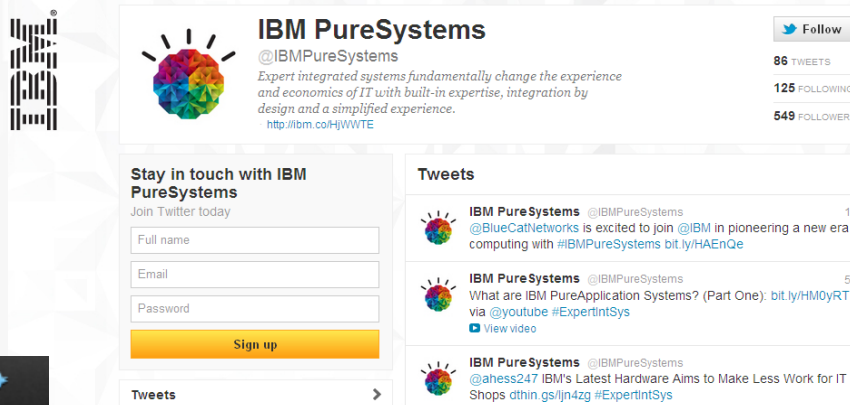 IBM®
IBM PureSystems
@IBMPureSystems
Expert integrated systems fundamentally change the experience
and economics of IT with built-in expertise, integration by
design and a simplified experience.
http://ibm.co/HjWWTE
Follow
86 TWEETS
125 FOLLOWING
549 FOLLOWER
Stay in touch with IBM
PureSystems
Join Twitter today
Full name
Email
Password
Sign up
Tweets
Tweets
IBM PureSystems @IBMPureSystems
@BlueCatNetworks is excited to join @IBM in pioneering a new era
computing with #IBMPureSystems bit.ly/HAEnQe
IBM PureSystems @IBMPureSystems 5
What are IBM PureApplication Systems? (Part One): bit.ly/HM0yRT
via @youtube #ExpertIntSys
View video
IBM PureSystems @IBMPureSystems
@ahess247 IBM's Latest Hardware Aims to Make Less Work for IT
Shops dthin.gs/Ijn4zg #ExpertIntSys